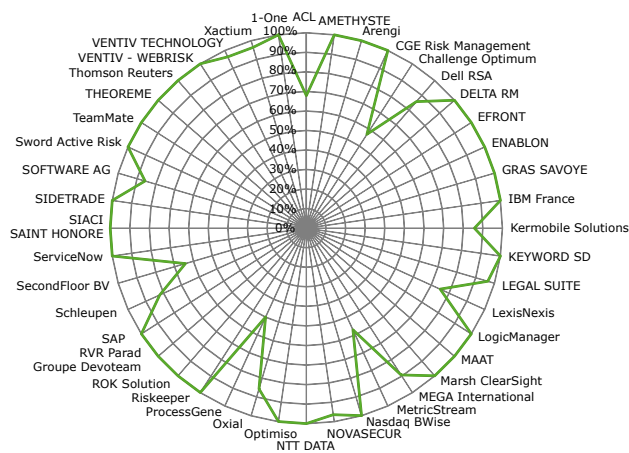 1-One
ACL
AMETHYSTE
Arengi
CGE Risk Management
Challenge Optimum
Dell RSA
DELTA RM
EFRONT
ENABLON
GRAS SAVOYE
IBM France
Kermobile Solutions
KEYWORD SD
LEGAL SUITE
LexisNexis
LogicManager
MAAT
Marsh ClearSight
MEGA International
MetricStream
Nasdaq BWise
NOVASECUR
NTT DATA
Optimiso
Oxial
ProcessGene
Riskeeper
ROK Solution
Groupe Devoteam
RVR Parad
SAP
Schleupen
SecondFloor BV
ServiceNow
SIACI
SAINT HONORE
SIDETRADE
SOFTWARE AG
Sword Active Risk
TeamMate
THEOREME
Thomson Reuters
VENTIV - WEBRISK
VENTIV TECHNOLOGY
Xactium
100%
90%
80%
70%
60%
50%
40%
30%
20%
10%
0%